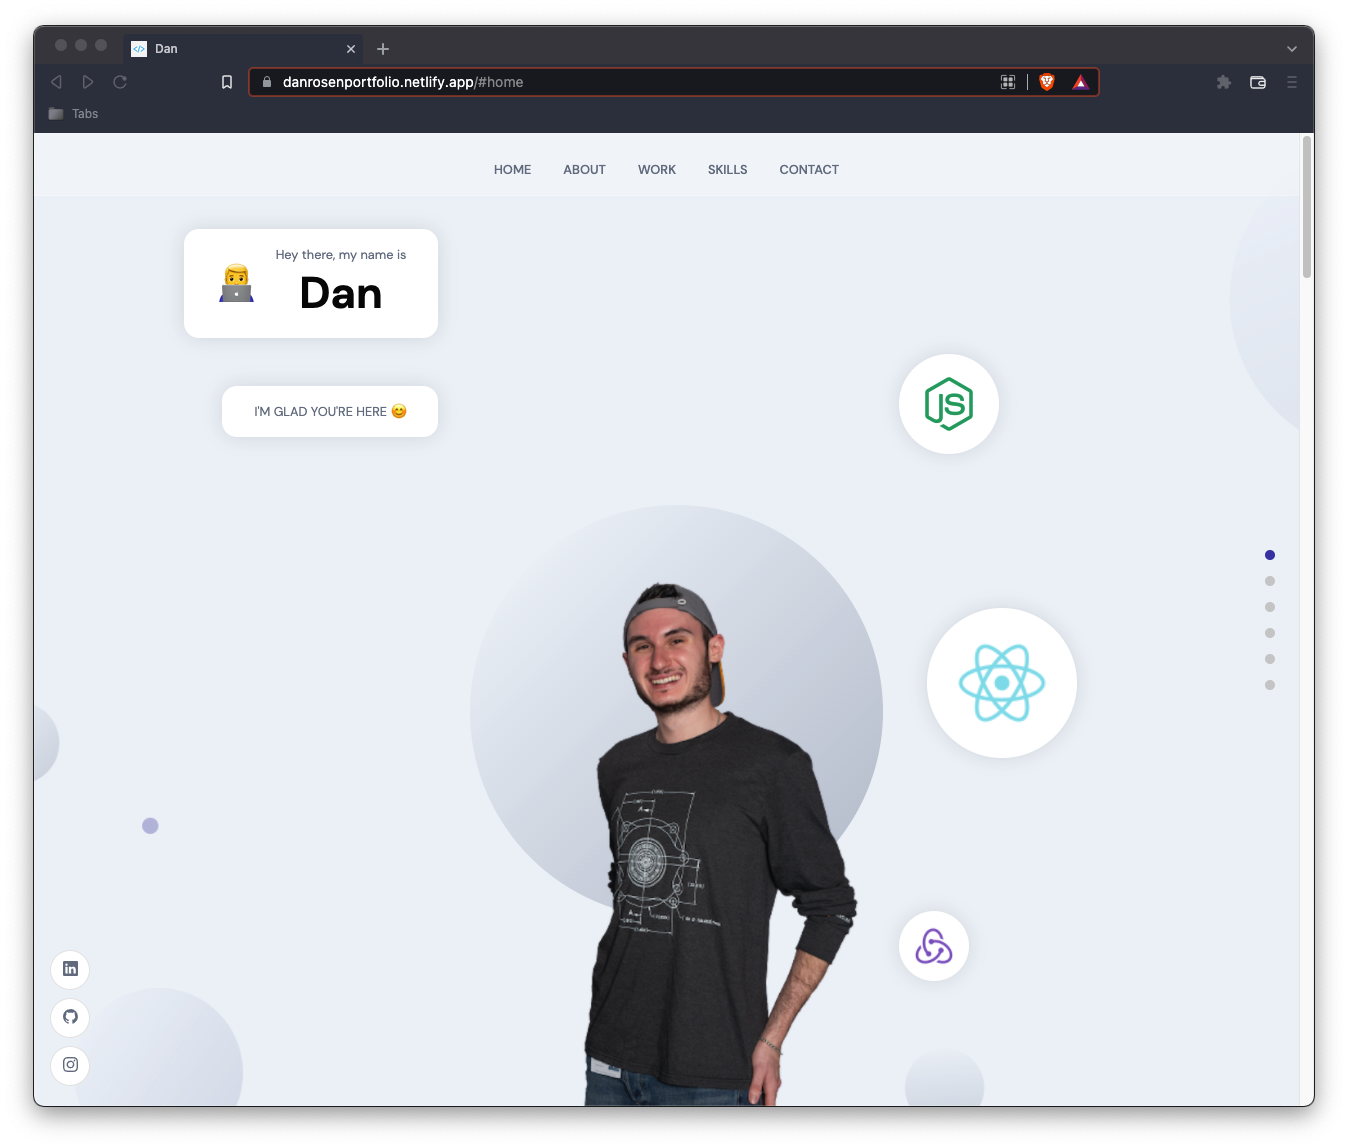 Dan
danrosenportfolio.netlify.app/#home
Tabs
HOME ABOUT WORK SKILLS CONTACT
Hey there, my name is
Dan
I'M GLAD YOU'RE HERE 😊
JS
in